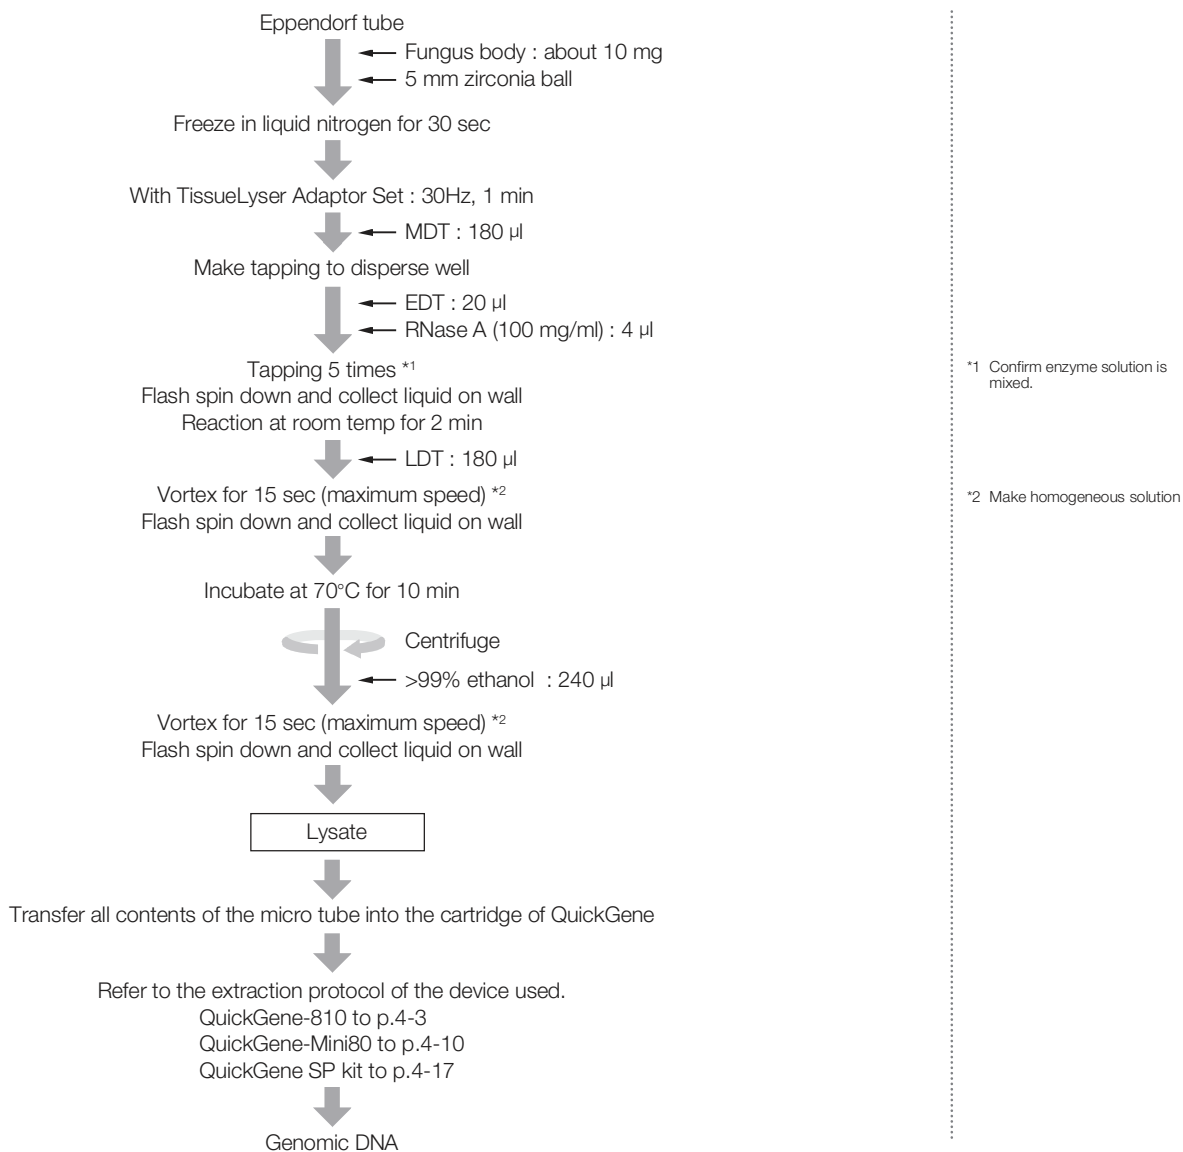 Eppendorf tube
Fungus body : about 10 mg
5 mm zirconia ball
Freeze in liquid nitrogen for 30 sec
With TissueLyser Adaptor Set : 30Hz, 1 min
MDT : 180 µl
Make tapping to disperse well
EDT : 20 µl
RNase A (100 mg/ml) : 4 µl
Tapping 5 times *1
Flash spin down and collect liquid on wall
Reaction at room temp for 2 min
*1 Confirm enzyme solution is
mixed.
LDT : 180 µl
Vortex for 15 sec (maximum speed) *2
Flash spin down and collect liquid on wall
*2 Make homogeneous solution
Incubate at 70°C for 10 min
Centrifuge
>99% ethanol : 240 µl
Vortex for 15 sec (maximum speed) *2
Flash spin down and collect liquid on wall
Lysate
Transfer all contents of the micro tube into the cartridge of QuickGene
Refer to the extraction protocol of the device used.
QuickGene-810 to p.4-3
QuickGene-Mini80 to p.4-10
QuickGene SP kit to p.4-17
Genomic DNA